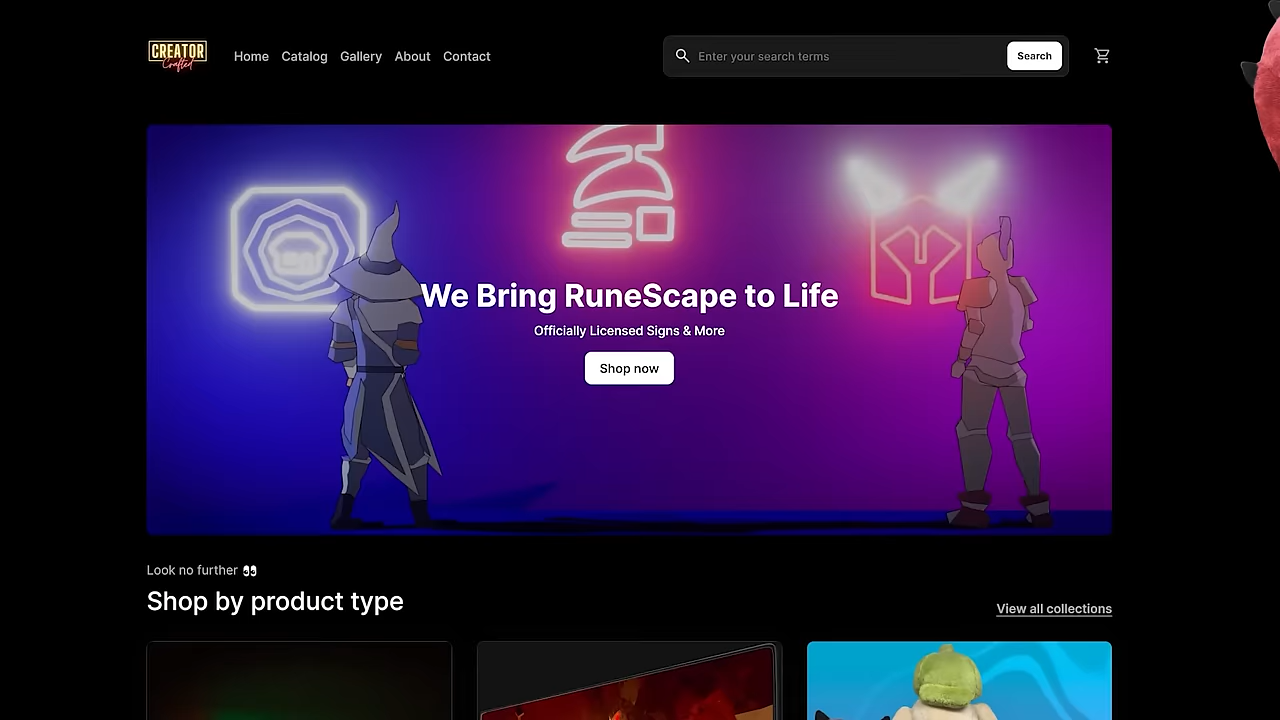 CREATOR
Crafted
Home Catalog Gallery About Contact
Enter your search terms
Search
We Bring RuneScape to Life
Officially Licensed Signs & More
Shop now
Look no further 👀
Shop by product type
View all collections